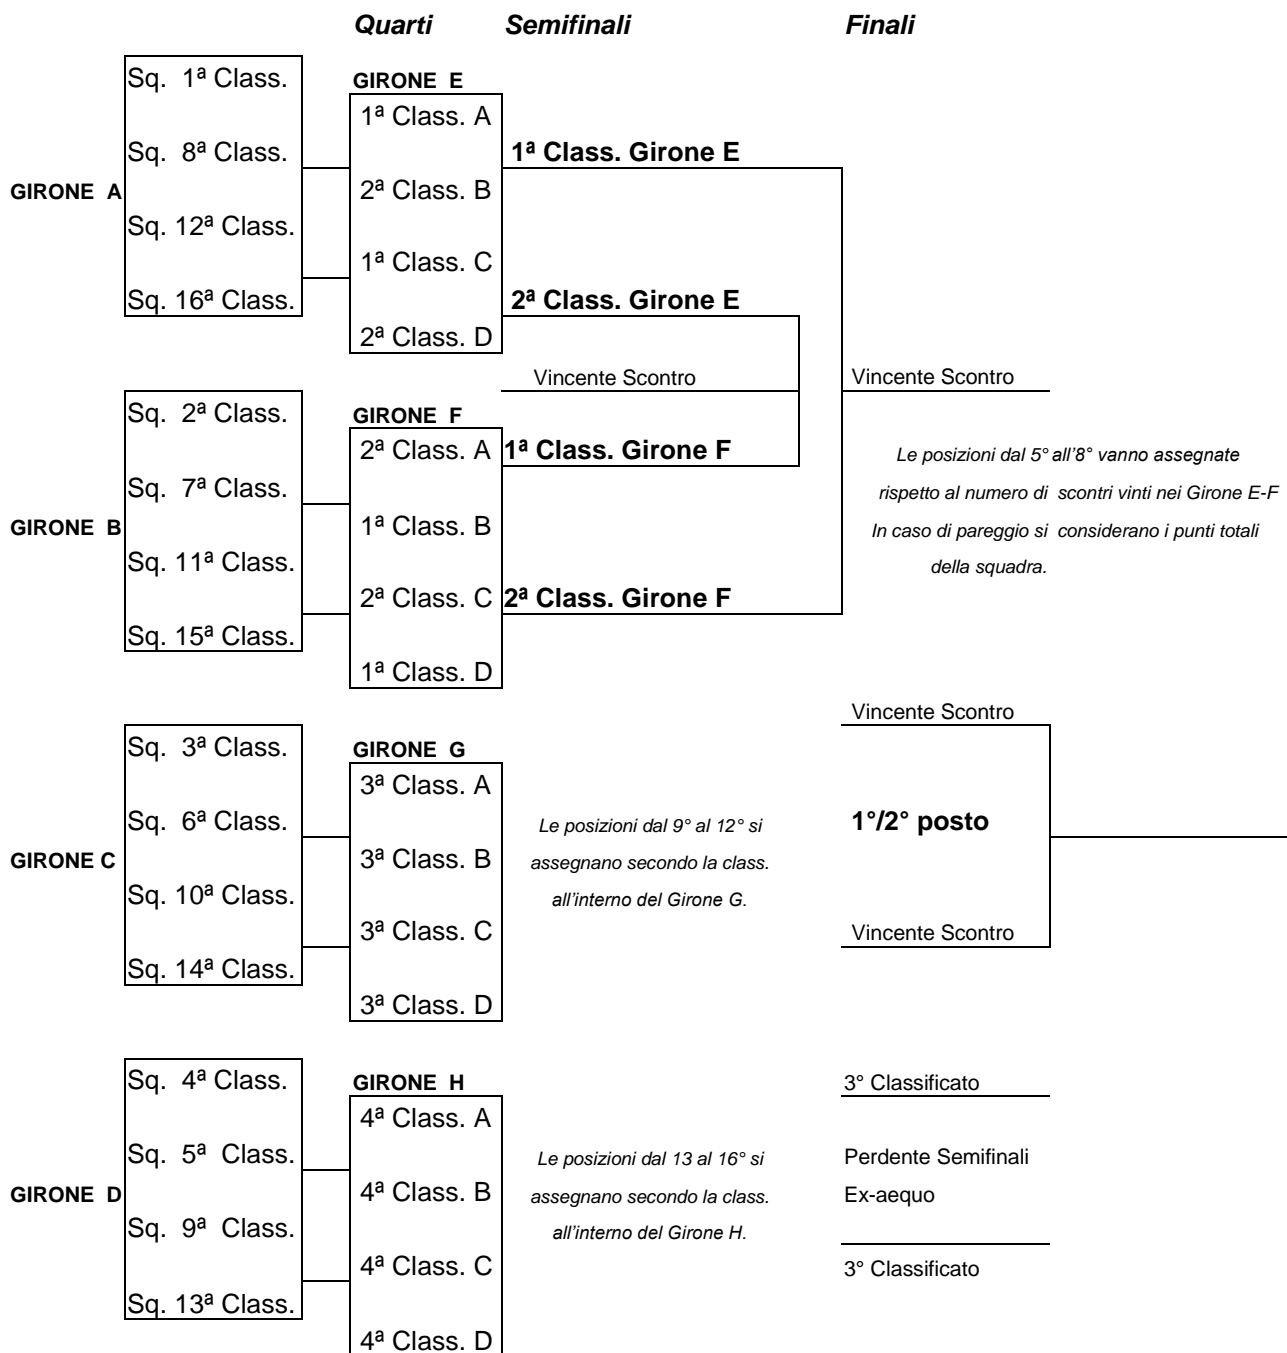 Quarti
Semifinali
Finali
GIRONE A
Sq. 1ª Class.
Sq. 8ª Class.
Sq. 12ª Class.
Sq. 16ª Class.
GIRONE E
1ª Class. A
2ª Class. B
1ª Class. C
2ª Class. D
1ª Class. Girone E
2ª Class. Girone E
Vincente Scontro
Vincente Scontro
GIRONE B
Sq. 2ª Class.
Sq. 7ª Class.
Sq. 11ª Class.
Sq. 15ª Class.
GIRONE F
2ª Class. A
1ª Class. B
2ª Class. C
1ª Class. D
1ª Class. Girone F
2ª Class. Girone F
Le posizioni dal 5° all'8° vanno assegnate
rispetto al numero di scontri vinti nei Girone E-F
In caso di pareggio si considerano i punti totali
della squadra.
GIRONE C
Sq. 3ª Class.
Sq. 6ª Class.
Sq. 10ª Class.
Sq. 14ª Class.
GIRONE G
3ª Class. A
3ª Class. B
3ª Class. C
3ª Class. D
Le posizioni dal 9° al 12° si
assegnano secondo la class.
all'interno del Girone G.
Vincente Scontro
1°/2° posto
Vincente Scontro
GIRONE D
Sq. 4ª Class.
Sq. 5ª Class.
Sq. 9ª Class.
Sq. 13ª Class.
GIRONE H
4ª Class. A
4ª Class. B
4ª Class. C
4ª Class. D
Le posizioni dal 13 al 16° si
assegnano secondo la class.
all'interno del Girone H.
3° Classificato
Perdente Semifinali
Ex-aequo
3° Classificato